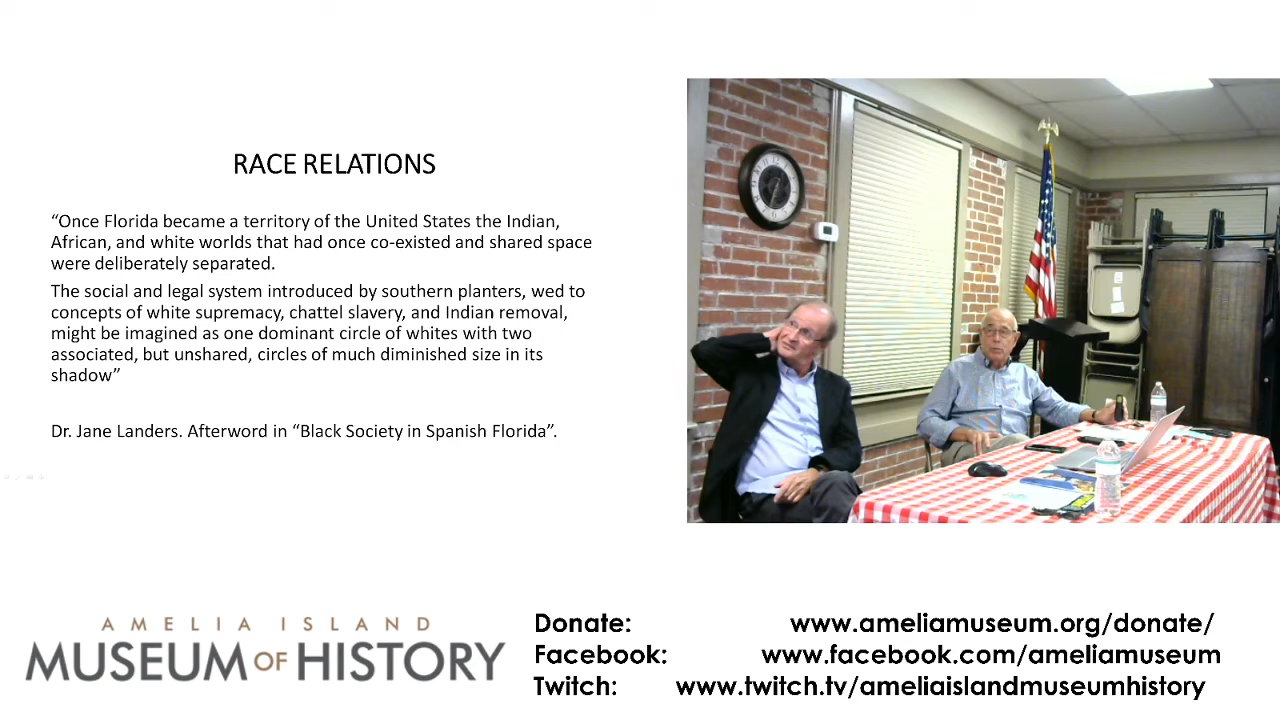 RACE RELATIONS
“Once Florida became a territory of the United States the Indian,
African, and white worlds that had once co-existed and shared space
were deliberately separated.
The social and legal system introduced by southern planters, wed to
concepts of white supremacy, chattel slavery, and Indian removal,
might be imagined as one dominant circle of whites with two
associated, but unshared, circles of much diminished size in its
shadow”
Dr. Jane Landers. Afterword in “Black Society in Spanish Florida”.
AMELIA ISLAND
MUSEUM OF HISTORY
Donate: www.ameliamuseum.org/donate/
Facebook: www.facebook.com/ameliamuseum
Twitch: www.twitch.tv/ameliaislandmuseumhistory